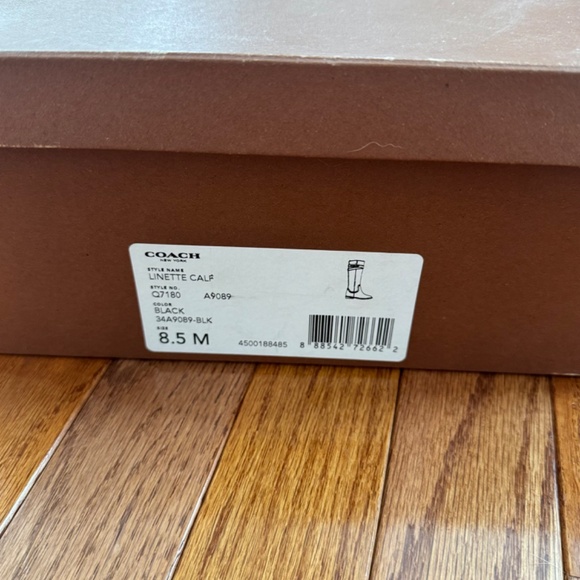 COACH
NEW YORK
STYLE NAME
LINETTE CALF
STYLE NO.
Q7180 A9089
COLOR
BLACK
34A9089-BLK
SIZE
8.5 M
4500188485
8 88542 72662 2